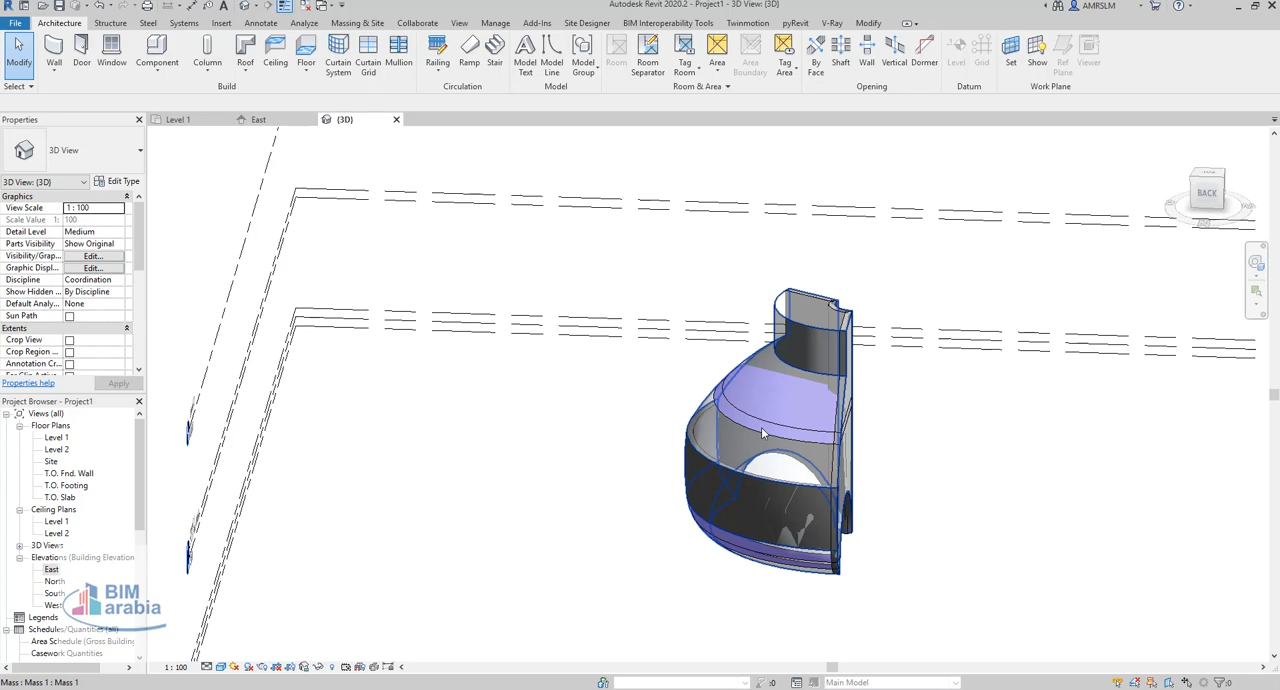 Autodesk Revit 2020.2 - Project1 - 3D View: {3D}
AMRSLM
File Architecture Structure Steel Systems Insert Annotate Analyze Massing & Site Collaborate View Manage Add-Ins Site Designer BIM Interoperability Tools Twinmotion pyRevit V-Ray Modify
Modify Wall Door Window Component Column Roof Ceiling Floor Curtain System Curtain Grid Mullion Railing Ramp Stair Model Text Model Line Model Group Room Room Separator Tag Room Area Area Boundary Tag Area By Face Shaft Wall Vertical Dormer Level Grid Set Show Ref Plane Viewer
Select Build Circulation Model Room & Area Opening Datum Work Plane
Properties
Level 1 East {3D}
3D View
3D View: {3D} Edit Type
Graphics
View Scale 1 : 100
Scale Value 1: 100
Detail Level Medium
Parts Visibility Show Original
Visibility/Grap... Edit...
Graphic Displ... Edit...
Discipline Coordination
Show Hidden ... By Discipline
Default Analy... None
Sun Path
Extents
Crop View
Crop Region ...
Annotation Cr...
Properties help Apply
Project Browser - Project1
Views (all)
Floor Plans
Level 1
Level 2
Site
T.O. Fnd. Wall
T.O. Footing
T.O. Slab
Ceiling Plans
Level 1
Level 2
3D Views
Elevations (Building Elevation
East
North
South
West
Legends
Schedules/Quantities (all)
Area Schedule (Gross Building
Casework Quantities
BIM
arabia
BACK
1 : 100
Mass : Mass 1 : Mass 1
:0 Main Model :0